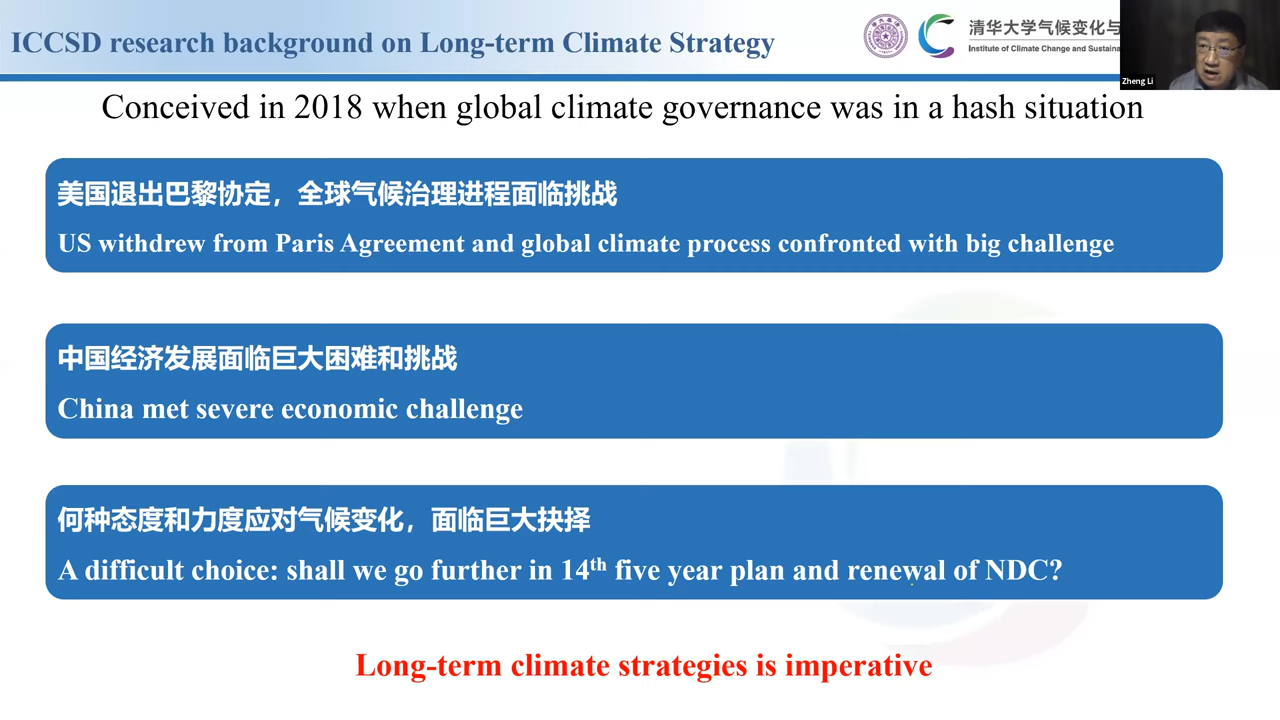 ICCSD research background on Long-term Climate Strategy
清华大学气候变化与
Institute of Climate Change and Sustaina
Zheng Li
Conceived in 2018 when global climate governance was in a hash situation
美国退出巴黎协定，全球气候治理进程面临挑战
US withdrew from Paris Agreement and global climate process confronted with big challenge
中国经济发展面临巨大困难和挑战
China met severe economic challenge
何种态度和力度应对气候变化，面临巨大抉择
A difficult choice: shall we go further in 14th five year plan and renewal of NDC?
Long-term climate strategies is imperative